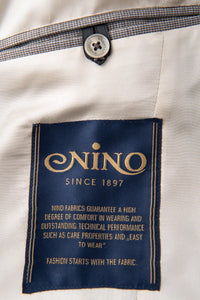 NINO
SINCE 1897
NINO FABRICS GUARANTEE A HIGH
DEGREE OF COMFORT IN WEARING AND
OUTSTANDING TECHNICAL PERFORMANCE
SUCH AS CARE PROPERTIES AND „EASY
TO WEAR"
FASHION STARTS WITH THE FABRIC.